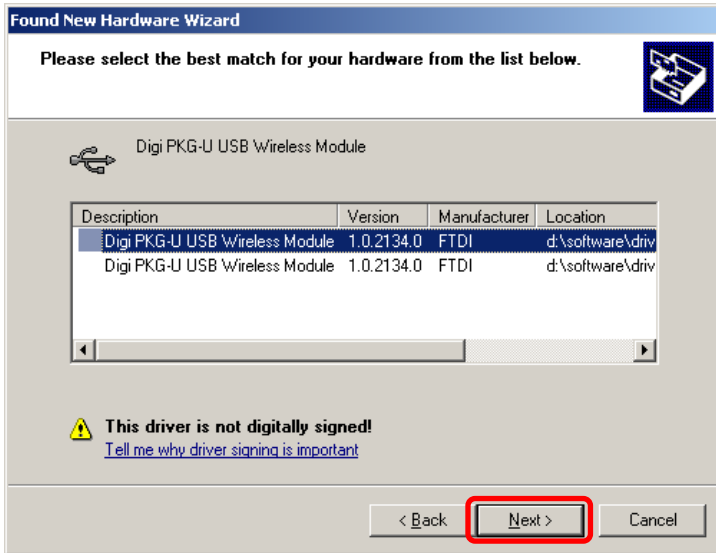 Found New Hardware Wizard
Please select the best match for your hardware from the list below.
Digi PKG-U USB Wireless Module
Description Version Manufacturer Location
Digi PKG-U USB Wireless Module 1.0.2134.0 FTDI d:\software\driv
Digi PKG-U USB Wireless Module 1.0.2134.0 FTDI d:\software\driv
This driver is not digitally signed!
Tell me why driver signing is important
< Back Next > Cancel